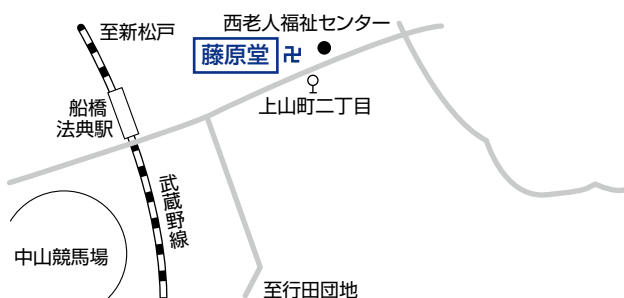 至新松戸
西老人福祉センター
藤原堂 卍
上山町二丁目
船橋
法典駅
武蔵野線
中山競馬場
至行田団地